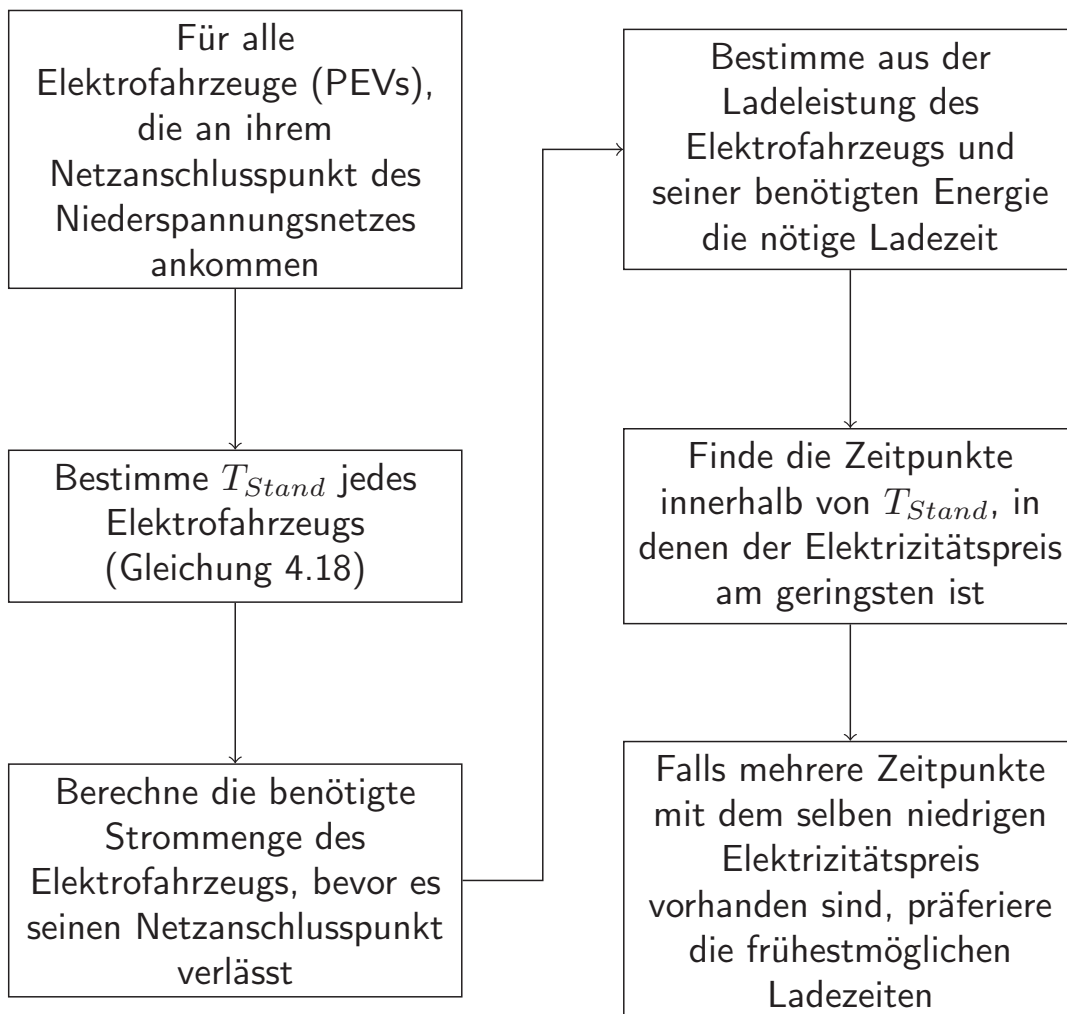 Für alle
Elektrofahrzeuge (PEVs),
die an ihrem
Netzanschlusspunkt des
Niederspannungsnetzes
ankommen
Bestimme T_{Stand} jedes
Elektrofahrzeugs
(Gleichung 4.18)
Berechne die benötigte
Strommenge des
Elektrofahrzeugs, bevor es
seinen Netzanschlusspunkt
verlässt
Bestimme aus der
Ladeleistung des
Elektrofahrzeugs und
seiner benötigten Energie
die nötige Ladezeit
Finde die Zeitpunkte
innerhalb von T_{Stand}, in
denen der Elektrizitätspreis
am geringsten ist
Falls mehrere Zeitpunkte
mit dem selben niedrigen
Elektrizitätspreis
vorhanden sind, präferiere
die frühestmöglichen
Ladezeiten